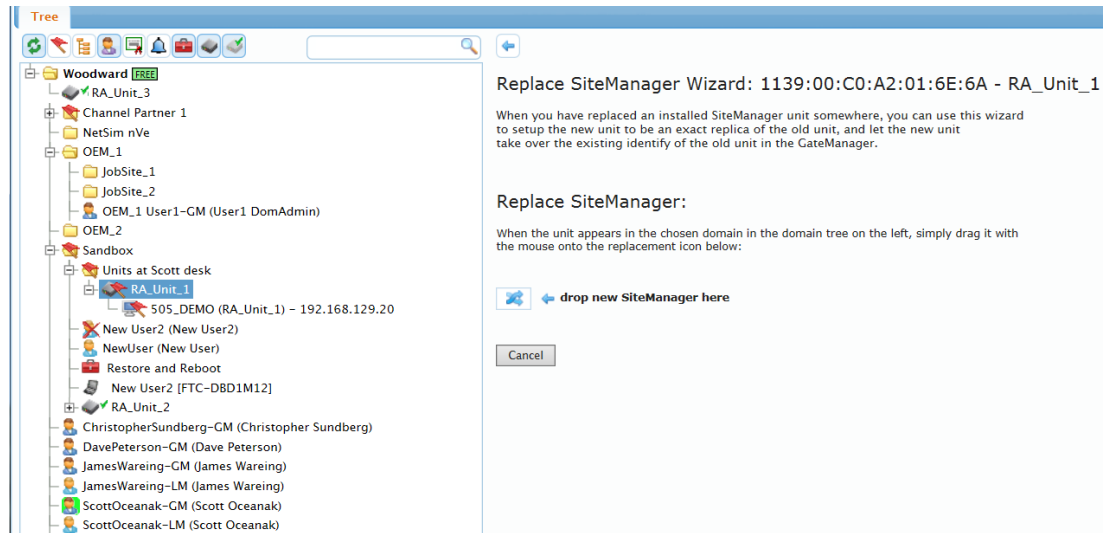 Tree
Woodward FREE
RA_Unit_3
Channel Partner 1
NetSim nVe
OEM_1
JobSite_1
JobSite_2
OEM_1 User1-GM (User1 DomAdmin)
OEM_2
Sandbox
Units at Scott desk
RA_Unit_1
505_DEMO (RA_Unit_1) - 192.168.129.20
New User2 (New User2)
NewUser (New User)
Restore and Reboot
New User2 [FTC-DBD1M12]
RA_Unit_2
ChristopherSundberg-GM (Christopher Sundberg)
DavePeterson-GM (Dave Peterson)
JamesWareing-GM (James Wareing)
JamesWareing-LM (James Wareing)
ScottOceanak-GM (Scott Oceanak)
ScottOceanak-LM (Scott Oceanak)
Replace SiteManager Wizard: 1139:00:C0:A2:01:6E:6A - RA_Unit_1
When you have replaced an installed SiteManager unit somewhere, you can use this wizard
to setup the new unit to be an exact replica of the old unit, and let the new unit
take over the existing identify of the old unit in the GateManager.
Replace SiteManager:
When the unit appears in the chosen domain in the domain tree on the left, simply drag it with
the mouse onto the replacement icon below:
drop new SiteManager here
Cancel